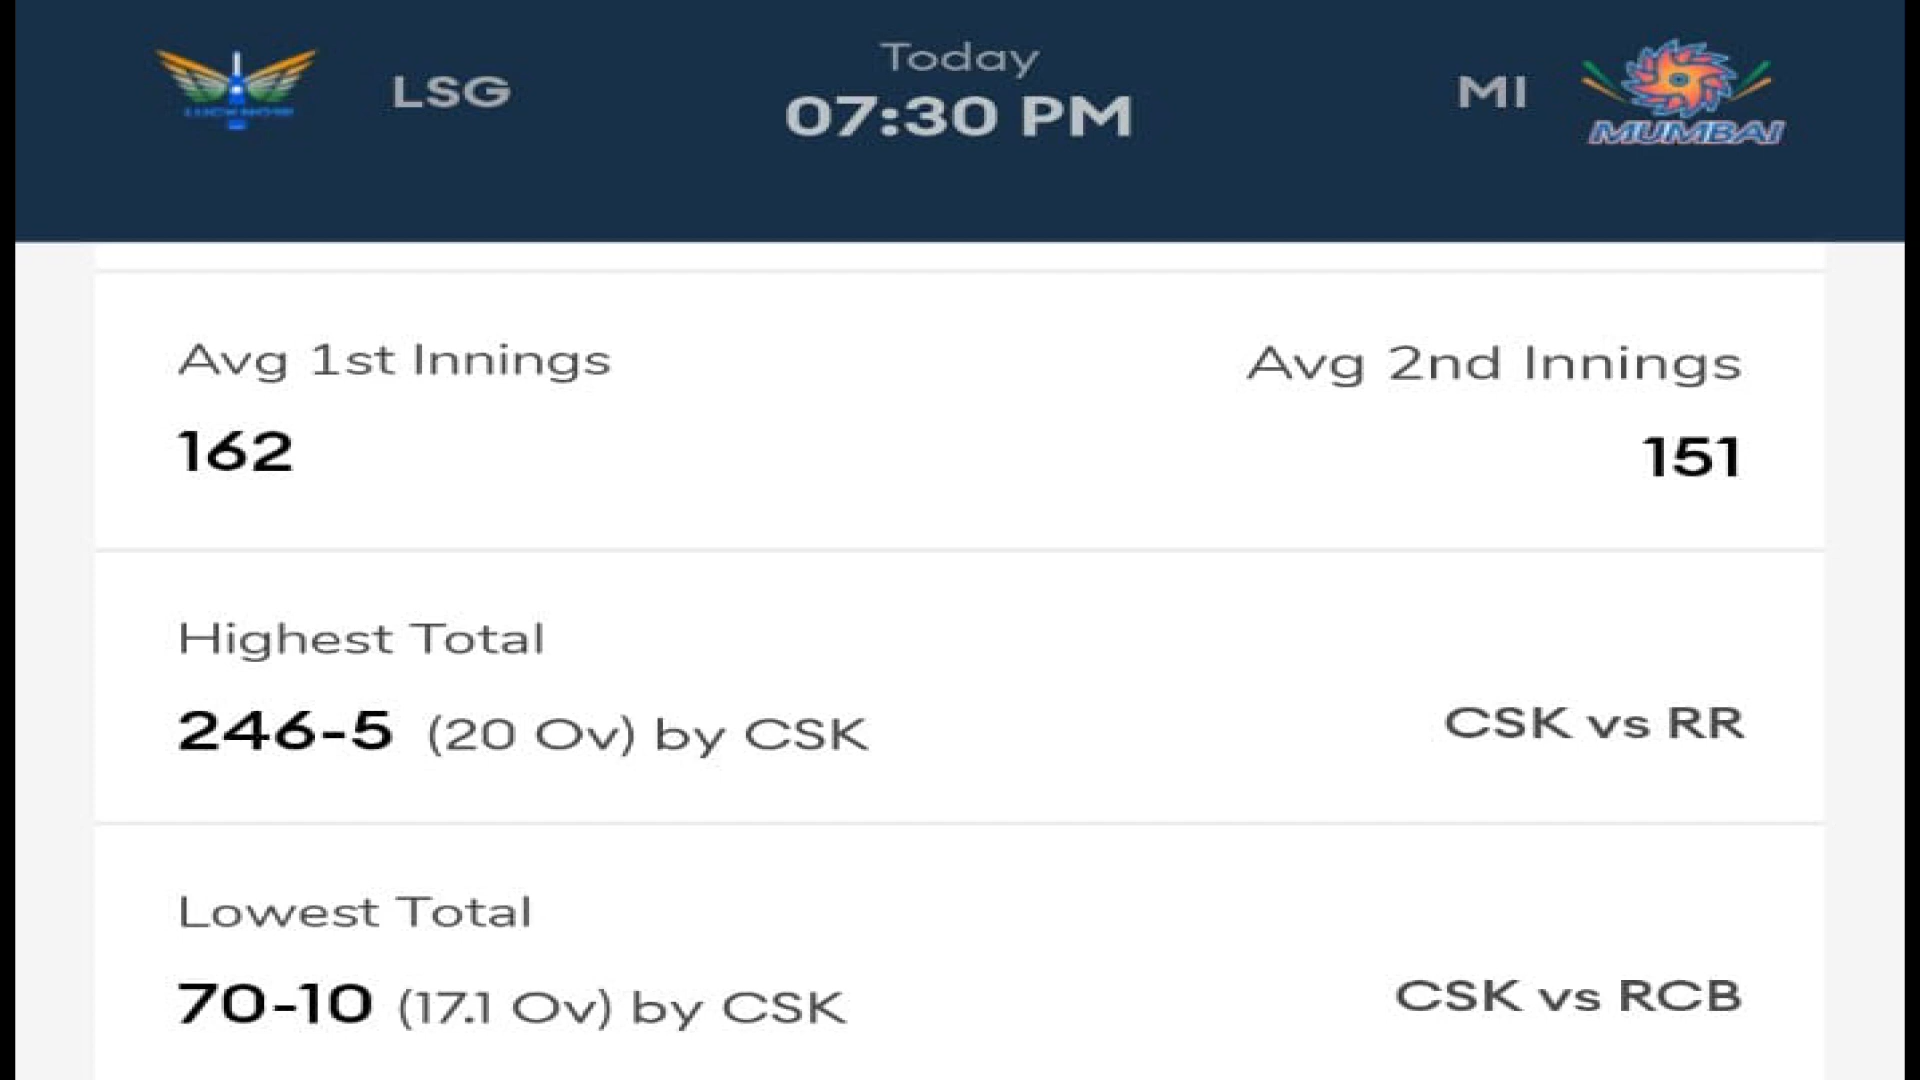 LUCKNOW
LSG
Today
07:30 PM
MI
MUMBAI
Avg 1st Innings
Avg 2nd Innings
162
151
Highest Total
246-5 (20 Ov) by CSK
CSK vs RR
Lowest Total
70-10 (17.1 Ov) by CSK
CSK vs RCB